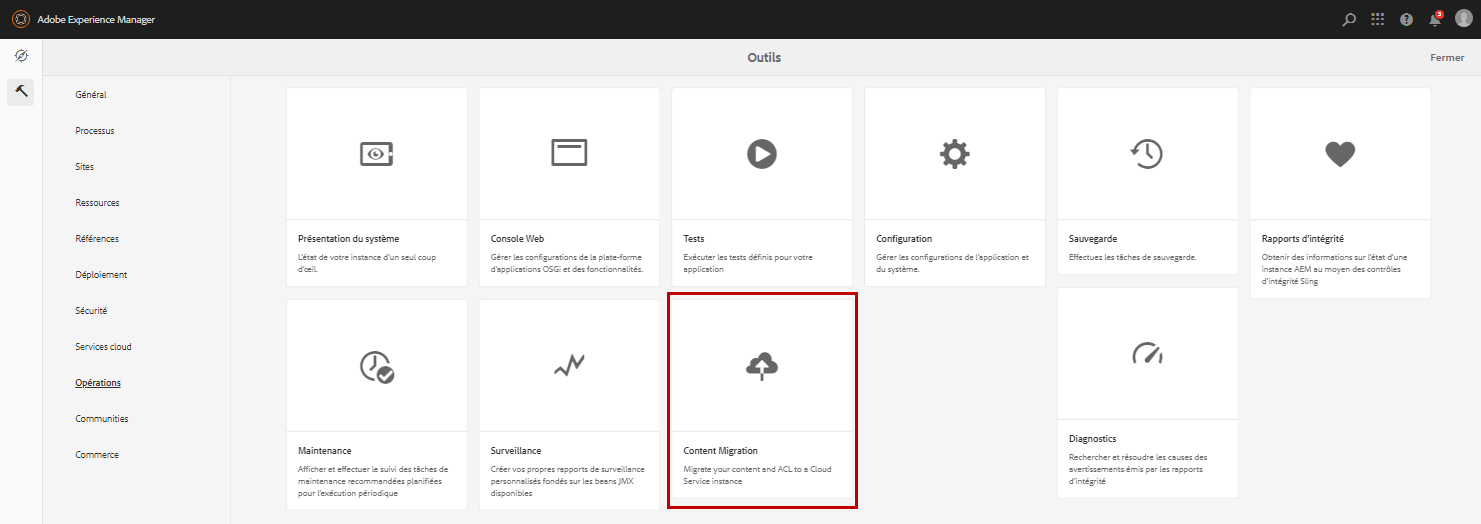 Adobe Experience Manager
5
Outils
Fermer
Général
Processus
Sites
Ressources
Références
Déploiement
Sécurité
Services cloud
Opérations
Communities
Commerce
Présentation du système
L'état de votre instance d'un seul coup
d'œil.
Console Web
Gérer les configurations de la plate-forme
d'applications OSGi et des fonctionnalités.
Tests
Exécuter les tests définis pour votre
application
Configuration
Gérer les configurations de l'application et
du système.
Sauvegarde
Effectuez les tâches de sauvegarde.
Rapports d'intégrité
Obtenir des informations sur l'état d'une
instance AEM au moyen des contrôles
d'intégrité Sling
Maintenance
Afficher et effectuer le suivi des tâches de
maintenance recommandées planifiées
pour l'exécution périodique
Surveillance
Créer vos propres rapports de surveillance
personnalisés fondés sur les beans JMX
disponibles
Content Migration
Migrate your content and ACL to a Cloud
Service instance
Diagnostics
Rechercher et résoudre les causes des
avertissements émis par les rapports
d'intégrité